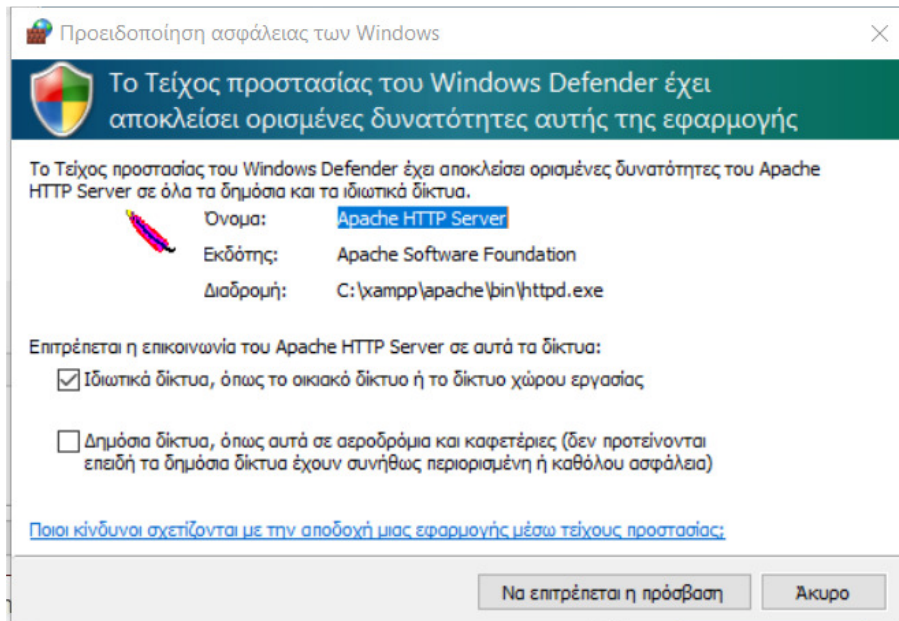 Προειδοποίηση ασφάλειας των Windows
Το Τείχος προστασίας του Windows Defender έχει
αποκλείσει ορισμένες δυνατότητες αυτής της εφαρμογής
Το Τείχος προστασίας του Windows Defender έχει αποκλείσει ορισμένες δυνατότητες του Apache
HTTP Server σε όλα τα δημόσια και τα ιδιωτικά δίκτυα.
Όνομα: Apache HTTP Server
Εκδότης: Apache Software Foundation
Διαδρομή: C:\xampp\apache\bin\httpd.exe
Επιτρέπεται η επικοινωνία του Apache HTTP Server σε αυτά τα δίκτυα:
Ιδιωτικά δίκτυα, όπως το οικιακό δίκτυο ή το δίκτυο χώρου εργασίας
Δημόσια δίκτυα, όπως αυτά σε αεροδρόμια και καφετέριες (δεν προτείνονται
επειδή τα δημόσια δίκτυα έχουν συνήθως περιορισμένη ή καθόλου ασφάλεια)
Ποιοι κίνδυνοι σχετίζονται με την αποδοχή μιας εφαρμογής μέσω τείχους προστασίας;
Να επιτρέπεται η πρόσβαση Άκυρο